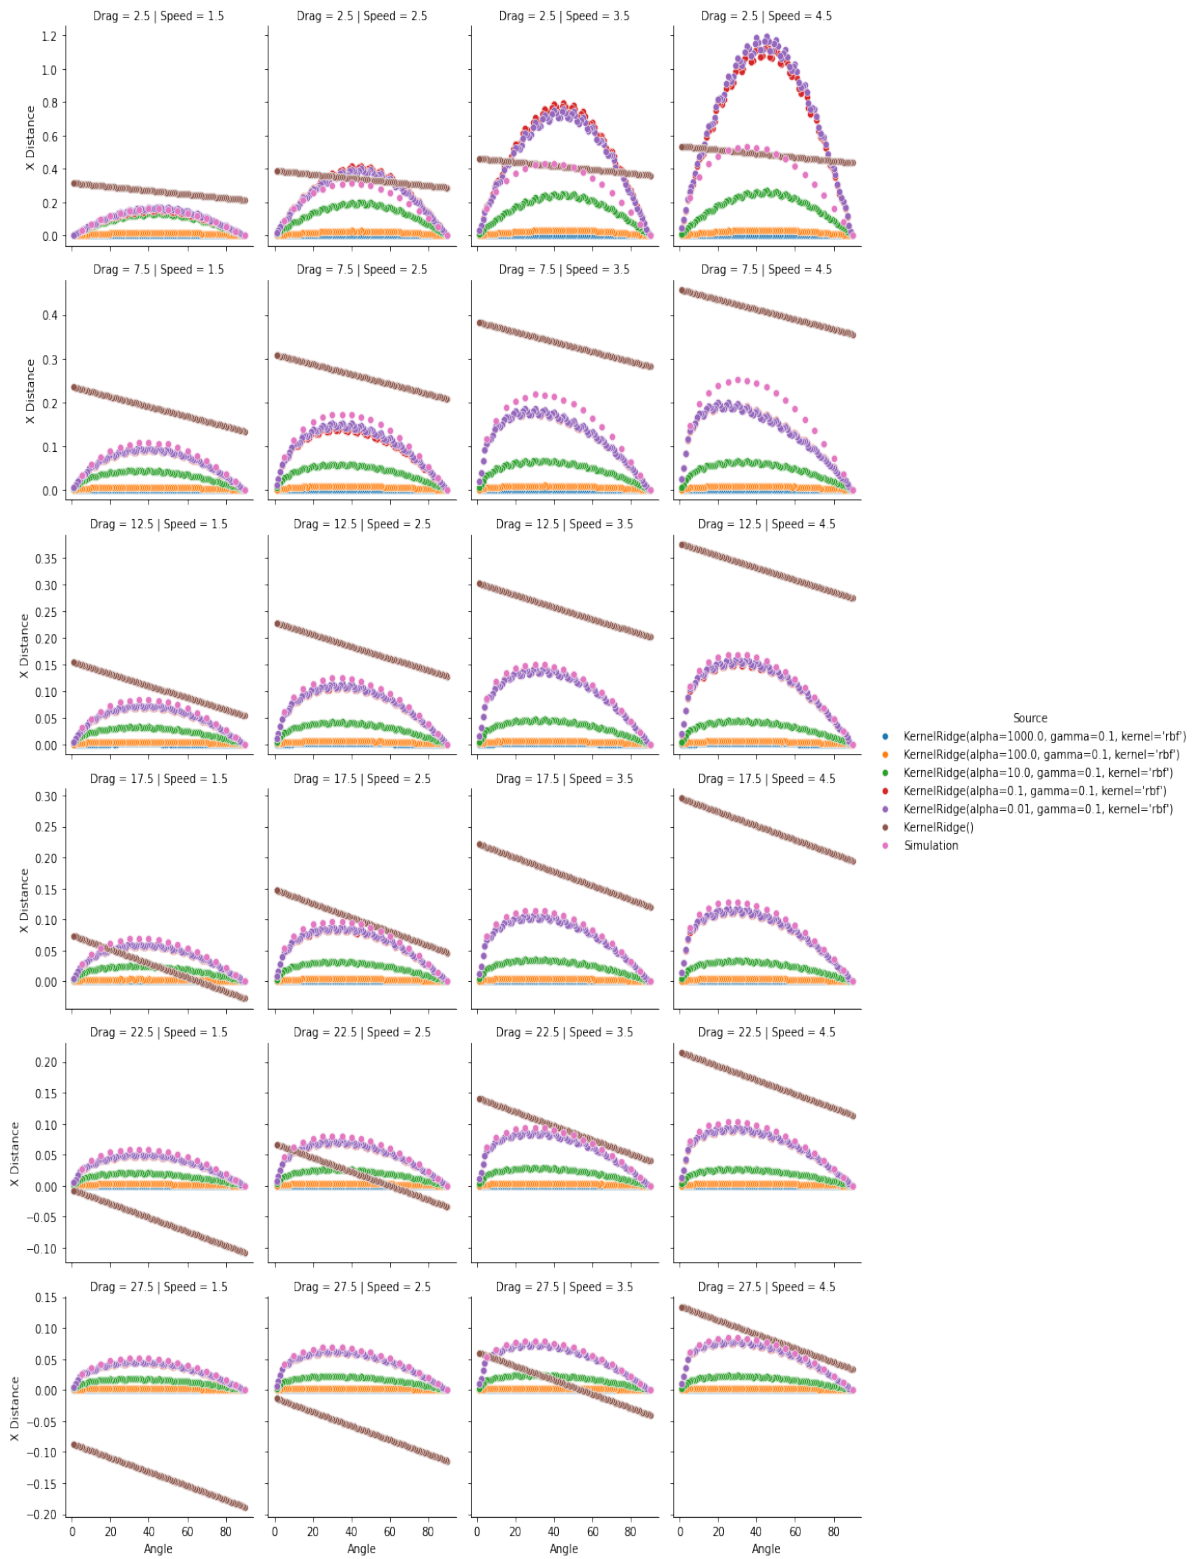 Drag = 2.5 | Speed = 1.5
Drag = 2.5 | Speed = 2.5
Drag = 2.5 | Speed = 3.5
Drag = 2.5 | Speed = 4.5
1.2
1.0
0.8
0.6
0.4
0.2
0.0
X Distance
Drag = 7.5 | Speed = 1.5
Drag = 7.5 | Speed = 2.5
Drag = 7.5 | Speed = 3.5
Drag = 7.5 | Speed = 4.5
0.4
0.3
0.2
0.1
0.0
X Distance
Drag = 12.5 | Speed = 1.5
Drag = 12.5 | Speed = 2.5
Drag = 12.5 | Speed = 3.5
Drag = 12.5 | Speed = 4.5
0.35
0.30
0.25
0.20
0.15
0.10
0.05
0.00
X Distance
Source
KernelRidge(alpha=1000.0, gamma=0.1, kernel='rbf')
KernelRidge(alpha=100.0, gamma=0.1, kernel='rbf')
KernelRidge(alpha=10.0, gamma=0.1, kernel='rbf')
KernelRidge(alpha=0.1, gamma=0.1, kernel='rbf')
KernelRidge(alpha=0.01, gamma=0.1, kernel='rbf')
KernelRidge()
Simulation
Drag = 17.5 | Speed = 1.5
Drag = 17.5 | Speed = 2.5
Drag = 17.5 | Speed = 3.5
Drag = 17.5 | Speed = 4.5
0.30
0.25
0.20
0.15
0.10
0.05
0.00
X Distance
Drag = 22.5 | Speed = 1.5
Drag = 22.5 | Speed = 2.5
Drag = 22.5 | Speed = 3.5
Drag = 22.5 | Speed = 4.5
0.20
0.15
0.10
0.05
0.00
−0.05
−0.10
X Distance
Drag = 27.5 | Speed = 1.5
Drag = 27.5 | Speed = 2.5
Drag = 27.5 | Speed = 3.5
Drag = 27.5 | Speed = 4.5
0.15
0.10
0.05
0.00
−0.05
−0.10
−0.15
−0.20
X Distance
0 20 40 60 80
0 20 40 60 80
0 20 40 60 80
0 20 40 60 80
Angle
Angle
Angle
Angle